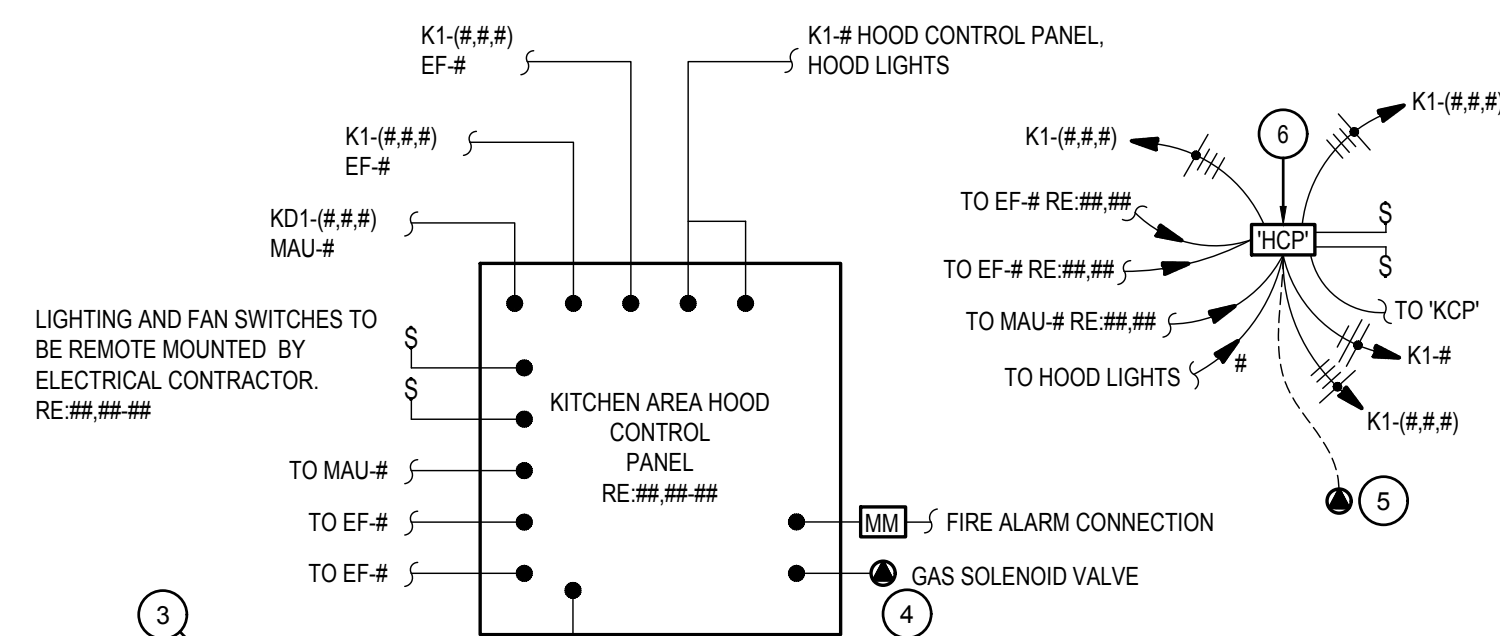 K1-(#,#,#)
EF-#
K1-# HOOD CONTROL PANEL,
HOOD LIGHTS
K1-(#,#,#)
EF-#
KD1-(#,#,#)
MAU-#
LIGHTING AND FAN SWITCHES TO
BE REMOTE MOUNTED BY
ELECTRICAL CONTRACTOR.
RE:##,##-##
$
$
TO MAU-#
TO EF-#
TO EF-#
3
KITCHEN AREA HOOD
CONTROL
PANEL
RE:##,##-##
MM
FIRE ALARM CONNECTION
GAS SOLENOID VALVE
4
K1-(#,#,#)
6
K1-(#,#,#)
TO EF-# RE:##,##
'HCP'
$
$
TO EF-# RE:##,##
TO MAU-# RE:##,##
TO 'KCP'
TO HOOD LIGHTS
#
K1-#
K1-(#,#,#)
5